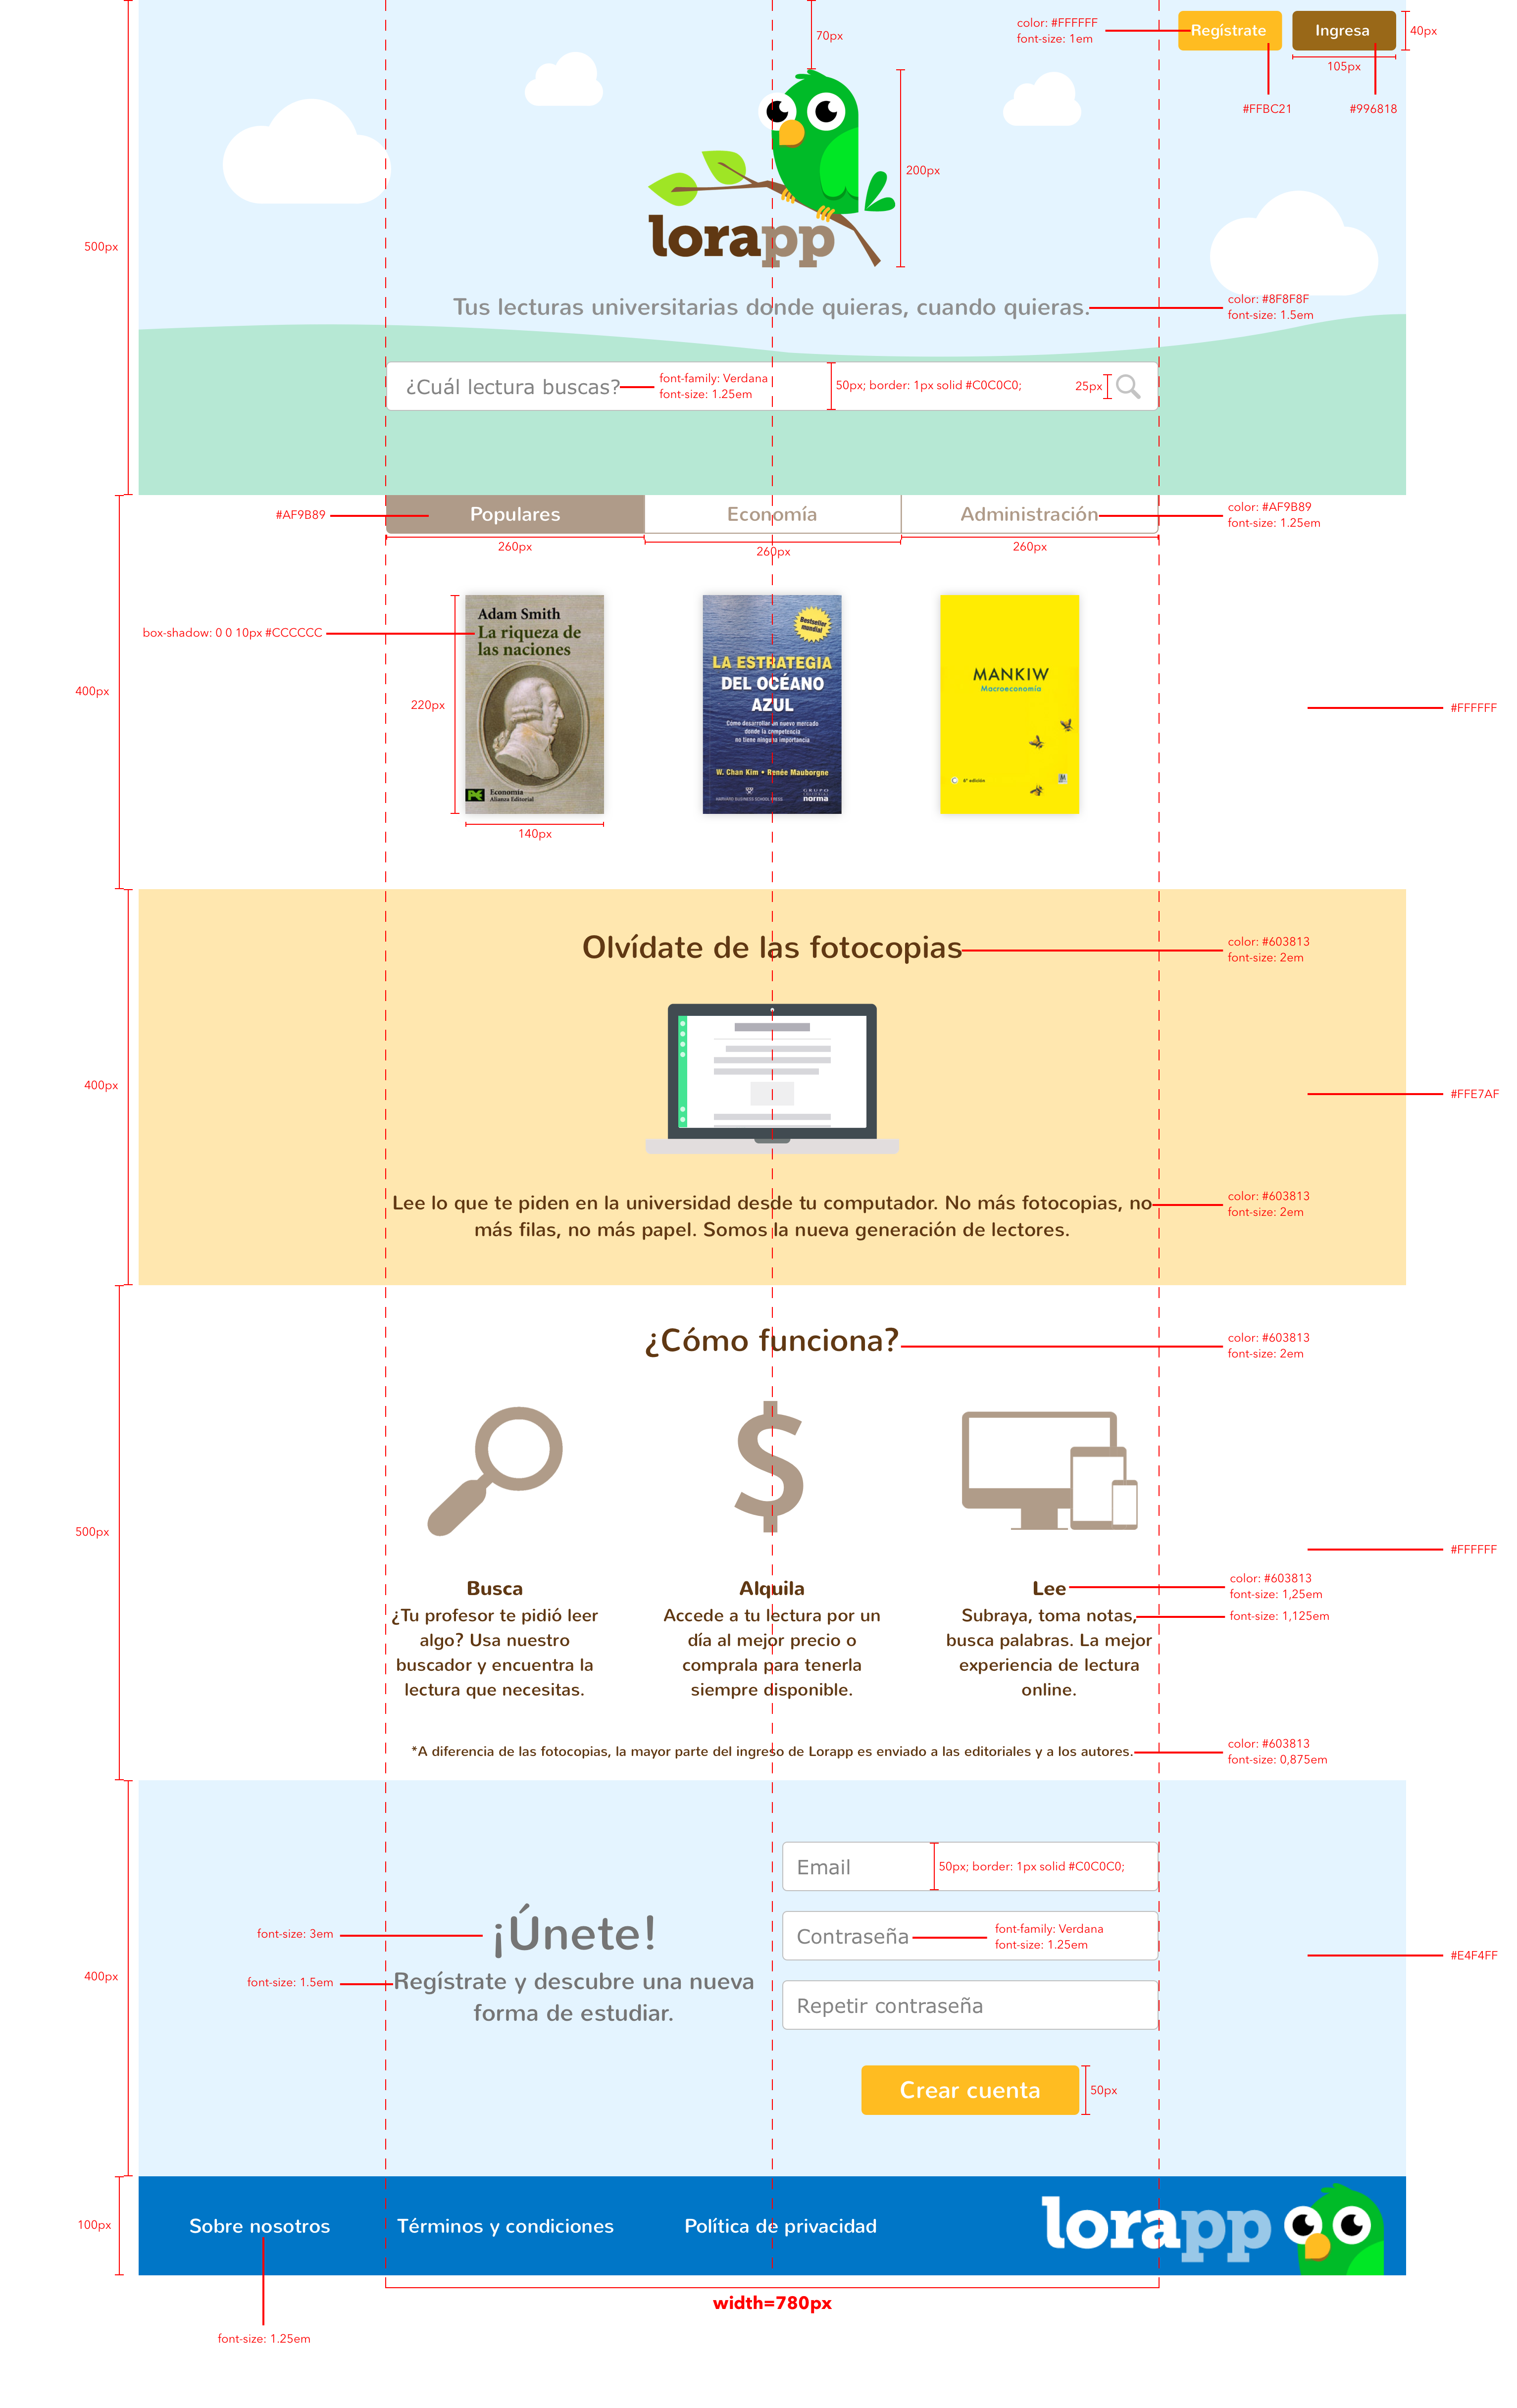 color: #FFFFFF
font-size: 1em
Regístrate
Ingresa
40px
105px
#FFBC21
#996818
70px
200px
lorapp
500px
Tus lecturas universitarias donde quieras, cuando quieras.
color: #8F8F8F
font-size: 1.5em
¿Cuál lectura buscas?
font-family: Verdana
font-size: 1.25em
50px; border: 1px solid #C0C0C0;
25px
#AF9B89
Populares
Economía
Administración
color: #AF9B89
font-size: 1.25em
260px
260px
260px
box-shadow: 0 0 10px #CCCCCC
400px
220px
140px
Adam Smith
La riqueza de
las naciones
Economía
Alianza Editorial
Bestseller
mundial
LA ESTRATEGIA
DEL OCÉANO
AZUL
Cómo desarrollar un nuevo mercado
donde la competencia
no tiene ninguna importancia
W. Chan Kim • Renée Mauborgne
HARVARD BUSINESS SCHOOL PRESS
GRUPO
EDITORIAL
norma
MANKIW
Macroeconomía
C
6ª edición
#FFFFFF
Olvídate de las fotocopias
color: #603813
font-size: 2em
400px
#FFE7AF
Lee lo que te piden en la universidad desde tu computador. No más fotocopias, no
más filas, no más papel. Somos la nueva generación de lectores.
color: #603813
font-size: 2em
¿Cómo funciona?
color: #603813
font-size: 2em
$
500px
#FFFFFF
Busca
¿Tu profesor te pidió leer
algo? Usa nuestro
buscador y encuentra la
lectura que necesitas.
Alquila
Accede a tu lectura por un
día al mejor precio o
comprala para tenerla
siempre disponible.
Lee
Subraya, toma notas,
busca palabras. La mejor
experiencia de lectura
online.
color: #603813
font-size: 1,25em
font-size: 1,125em
*A diferencia de las fotocopias, la mayor parte del ingreso de Lorapp es enviado a las editoriales y a los autores.
color: #603813
font-size: 0,875em
Email
50px; border: 1px solid #C0C0C0;
font-size: 3em
¡Únete!
Contraseña
font-family: Verdana
font-size: 1.25em
#E4F4FF
400px
font-size: 1.5em
Regístrate y descubre una nueva
forma de estudiar.
Repetir contraseña
Crear cuenta
50px
100px
Sobre nosotros
Términos y condiciones
Política de privacidad
lorapp
width=780px
font-size: 1.25em